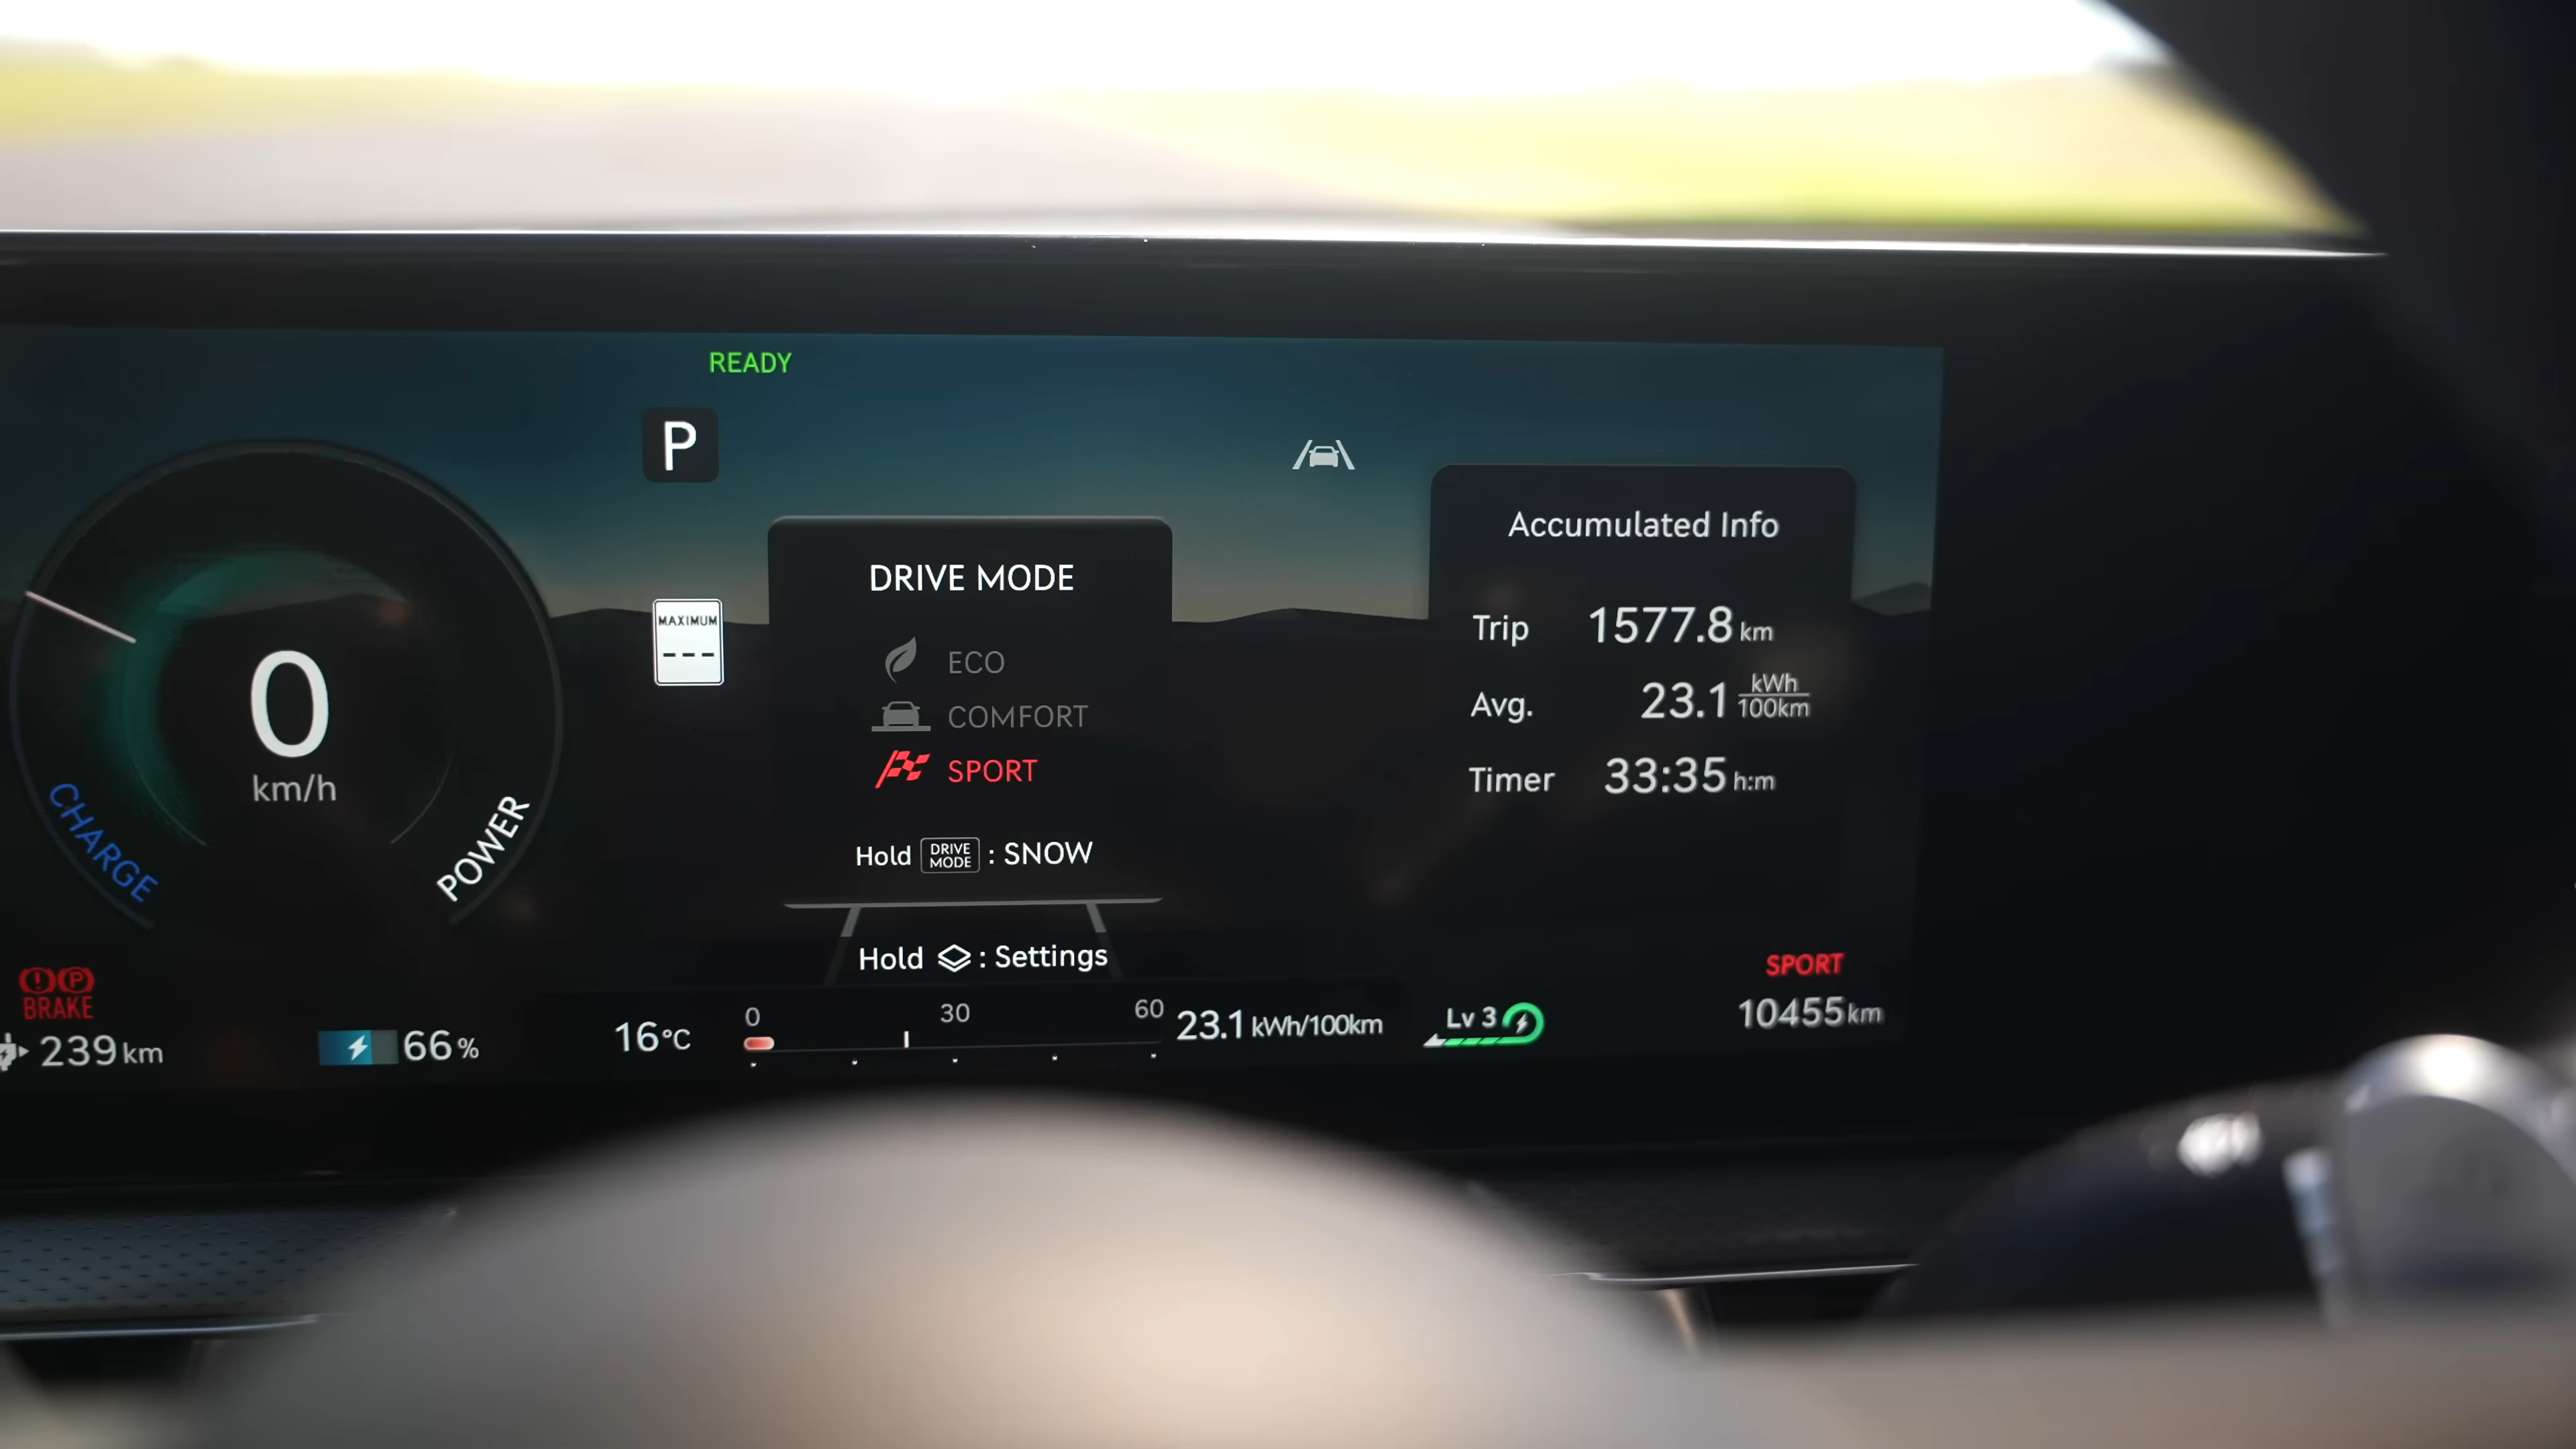 READY
P
MAXIMUM
---
0
km/h
CHARGE
POWER
DRIVE MODE
ECO
COMFORT
SPORT
Hold DRIVE MODE : SNOW
Hold : Settings
Accumulated Info
Trip 1577.8 km
Avg. 23.1 kWh/100km
Timer 33:35 h:m
P
BRAKE
239 km
66 %
16°C
0 30 60
23.1 kWh/100km
Lv 3
SPORT
10455 km